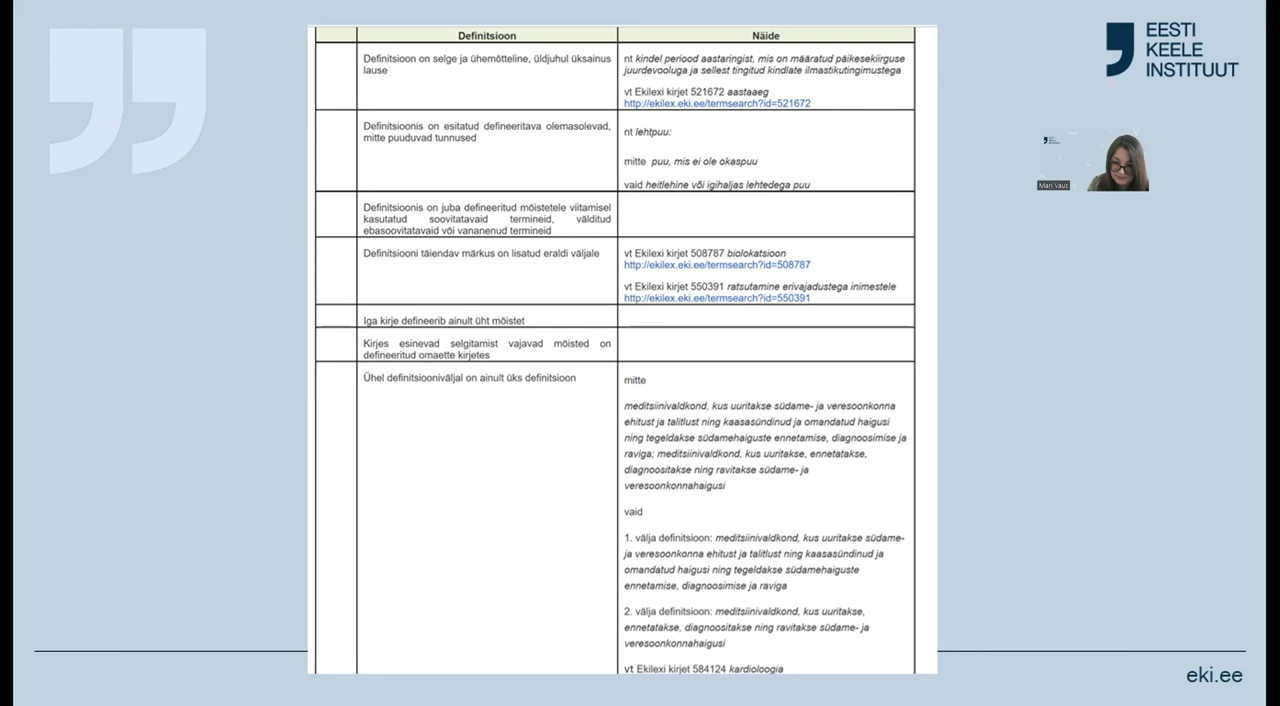 Definitsioon
Näide
Definitsioon on selge ja ühemõtteline, üldjuhul üksainus
lause
nt kindel periood aastaringist, mis on määratud päikesekiirguse
juurdevooluga ja sellest tingitud kindlate ilmastikutingimustega
vt Ekilexi kirjet 521672 aastaaeg
http://ekilex.eki.ee/termsearch?id=521672
Definitsioonis on esitatud defineeritava olemasolevad,
mitte puuduvad tunnused
nt lehtpuu:
mitte puu, mis ei ole okaspuu
vaid heitlehine või igihaljas lehtedega puu
Definitsioonis on juba defineeritud mõistetele viitamisel
kasutatud soovitatavaid termineid, välditud
ebasoovitatavaid või vananenud termineid
Definitsiooni täiendav märkus on lisatud eraldi väljale
vt Ekilexi kirjet 508787 biolokatsioon
http://ekilex.eki.ee/termsearch?id=508787
vt Ekilexi kirjet 550391 ratsutamine erivajadustega inimestele
http://ekilex.eki.ee/termsearch?id=550391
Iga kirje defineerib ainult üht mõistet
Kirjes esinevad selgitamist vajavad mõisted on
defineeritud omaette kirjetes
Ühel definitsiooniväljal on ainult üks definitsioon
mitte
meditsiinivaldkond, kus uuritakse südame- ja veresoonkonna
ehitust ja talitlust ning kaasasündinud ja omandatud haigusi
ning tegeldakse südamehaiguste ennetamise, diagnoosimise ja
raviga; meditsiinivaldkond, kus uuritakse, ennetatakse,
diagnoositakse ning ravitakse südame- ja
veresoonkonnahaigusi
vaid
1. välja definitsioon: meditsiinivaldkond, kus uuritakse südame-
ja veresoonkonna ehitust ja talitlust ning kaasasündinud ja
omandatud haigusi ning tegeldakse südamehaiguste
ennetamise, diagnoosimise ja raviga
2. välja definitsioon: meditsiinivaldkond, kus uuritakse,
ennetatakse, diagnoositakse ning ravitakse südame- ja
veresoonkonnahaigusi
vt Ekilexi kirjet 584124 kardioloogia
EESTI
KEELE
INSTITUUT
Mari Vaus
eki.ee